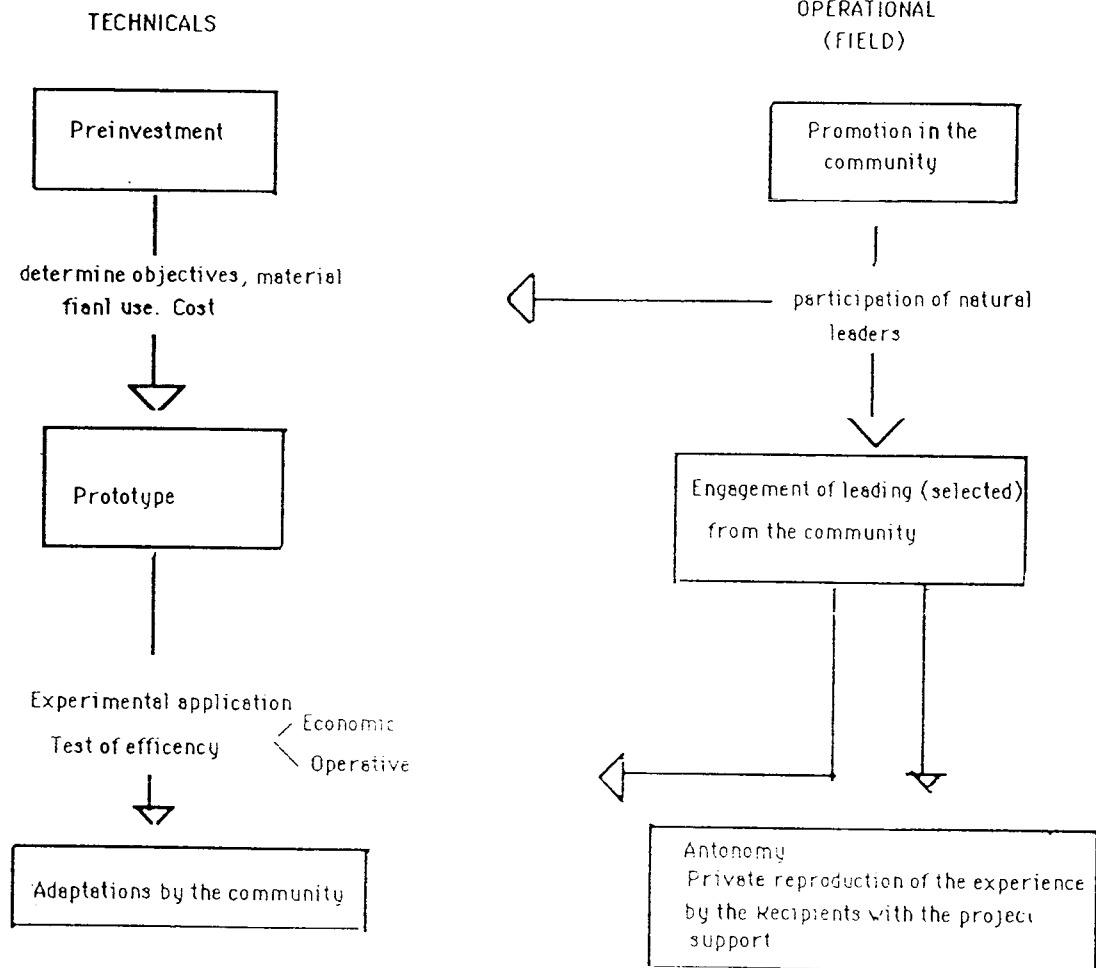 TECHNICALS
Preinvestment
determine objectives, material
fianl use. Cost
Prototype
Experimental application
Test of efficency
Economic
Operative
Adaptations by the community
OPERATIONAL
(FIELD)
Promotion in the
community
participation of natural
leaders
Engagement of leading (selected)
from the community
Antonomy
Private reproduction of the experience
by the Recipients with the project
support